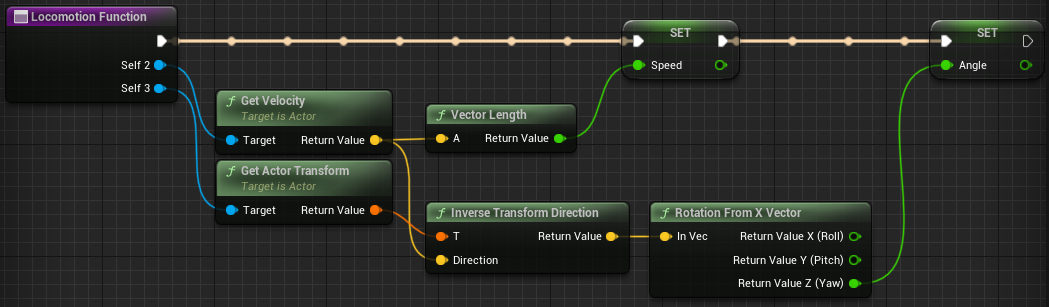 Locomotion Function
Self 2
Self 3
SET
Speed
SET
Angle
f Get Velocity
Target is Actor
Target Return Value
f Vector Length
A Return Value
f Get Actor Transform
Target is Actor
Target Return Value
f Inverse Transform Direction
T Return Value
Direction
f Rotation From X Vector
In Vec Return Value X (Roll)
Return Value Y (Pitch)
Return Value Z (Yaw)